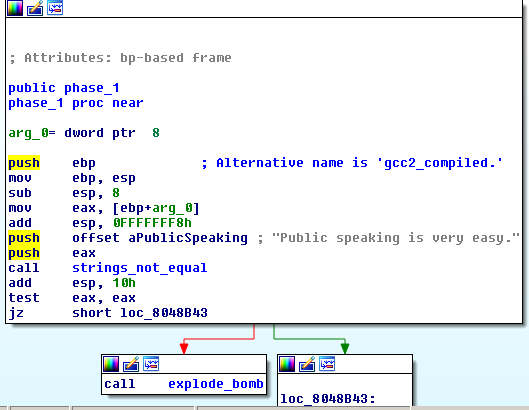 ; Attributes: bp-based frame
public phase_1
phase_1 proc near
arg_0= dword ptr  8
push    ebp             ; Alternative name is 'gcc2_compiled.'
mov     ebp, esp
sub     esp, 8
mov     eax, [ebp+arg_0]
add     esp, 0FFFFFFF8h
push    offset aPublicSpeaking ; "Public speaking is very easy."
push    eax
call    strings_not_equal
add     esp, 10h
test    eax, eax
jz      short loc_8048B43
call    explode_bomb
loc_8048B43: